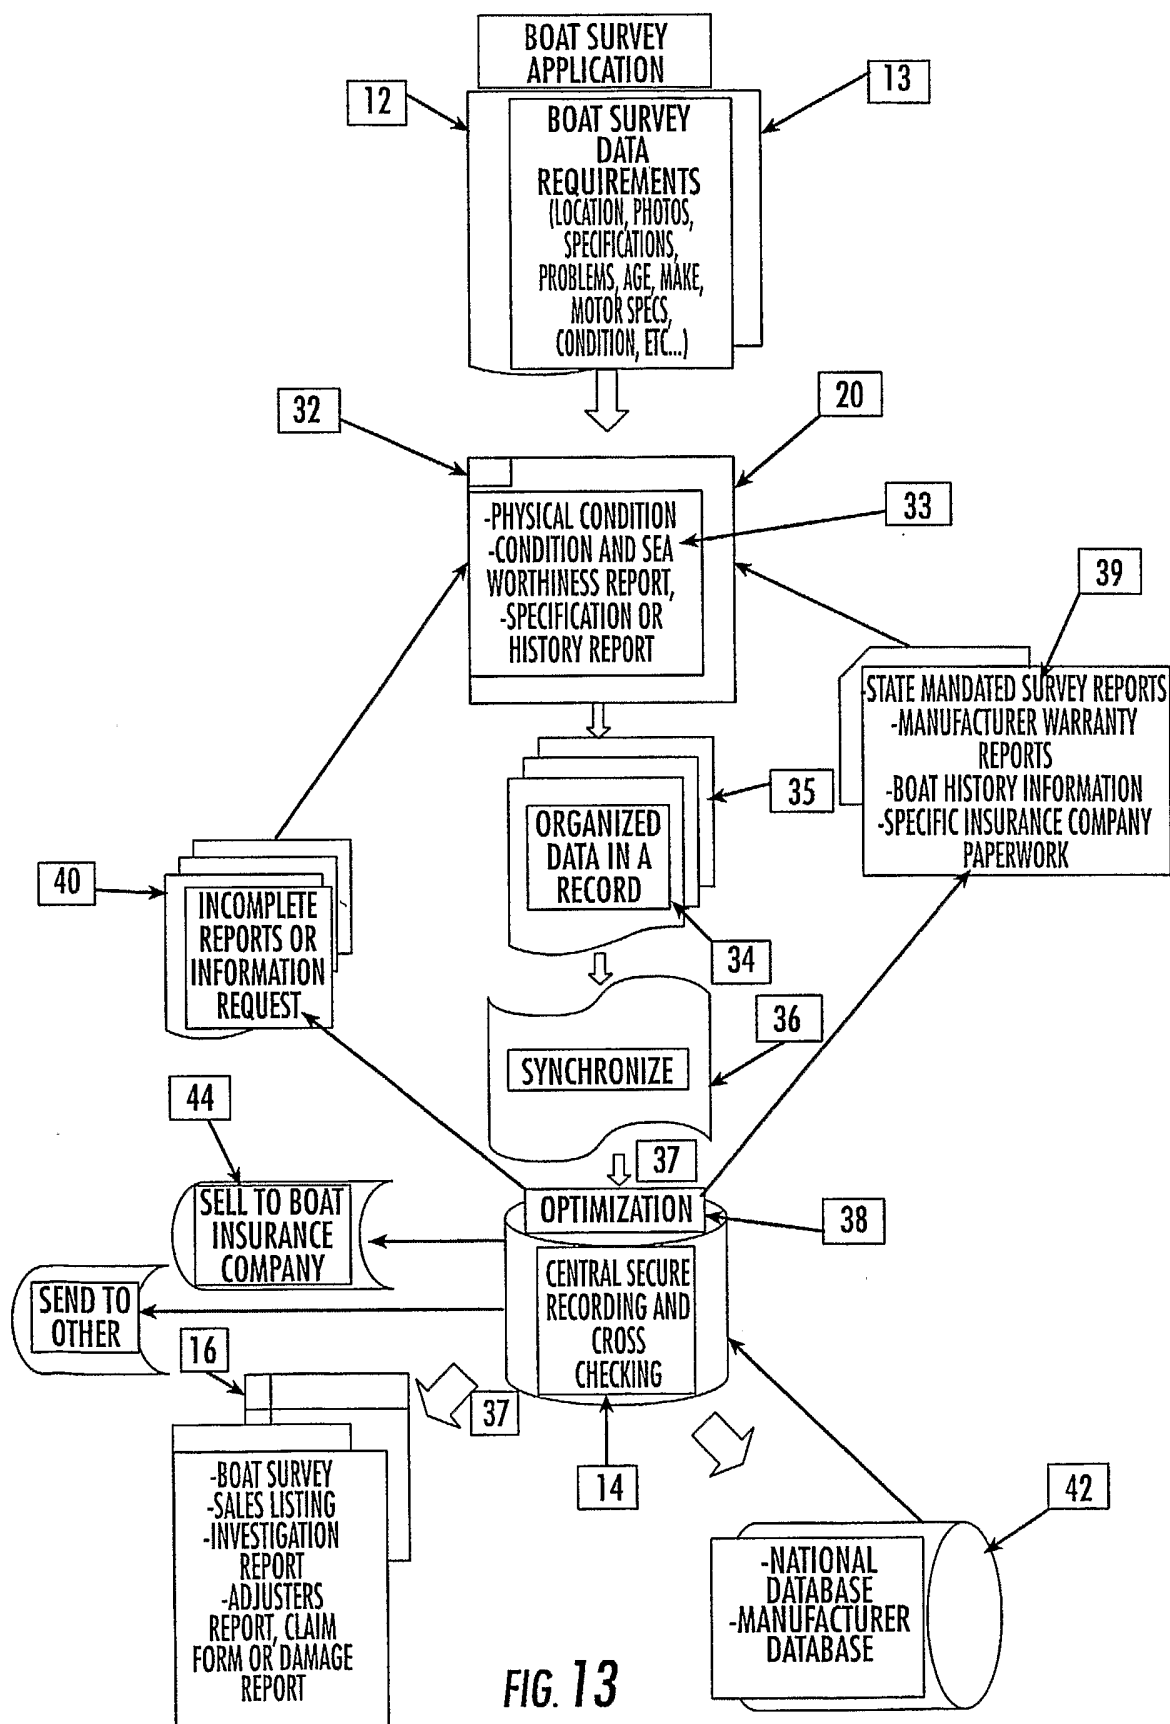 BOAT SURVEY
APPLICATION
12
13
BOAT SURVEY
DATA
REQUIREMENTS
(LOCATION, PHOTOS,
SPECIFICATIONS,
PROBLEMS, AGE, MAKE,
MOTOR SPECS,
CONDITION, ETC...)
32
20
-PHYSICAL CONDITION
-CONDITION AND SEA
WORTHINESS REPORT,
-SPECIFICATION OR
HISTORY REPORT
33
39
-STATE MANDATED SURVEY REPORTS
-MANUFACTURER WARRANTY
REPORTS
-BOAT HISTORY INFORMATION
-SPECIFIC INSURANCE COMPANY
PAPERWORK
35
ORGANIZED
DATA IN A
RECORD
34
40
INCOMPLETE
REPORTS OR
INFORMATION
REQUEST
36
SYNCHRONIZE
44
37
SELL TO BOAT
INSURANCE
COMPANY
OPTIMIZATION
38
CENTRAL SECURE
RECORDING AND
CROSS
CHECKING
SEND TO
OTHER
16
37
14
-BOAT SURVEY
-SALES LISTING
-INVESTIGATION
REPORT
-ADJUSTERS
REPORT, CLAIM
FORM OR DAMAGE
REPORT
42
-NATIONAL
DATABASE
-MANUFACTURER
DATABASE
FIG. 13